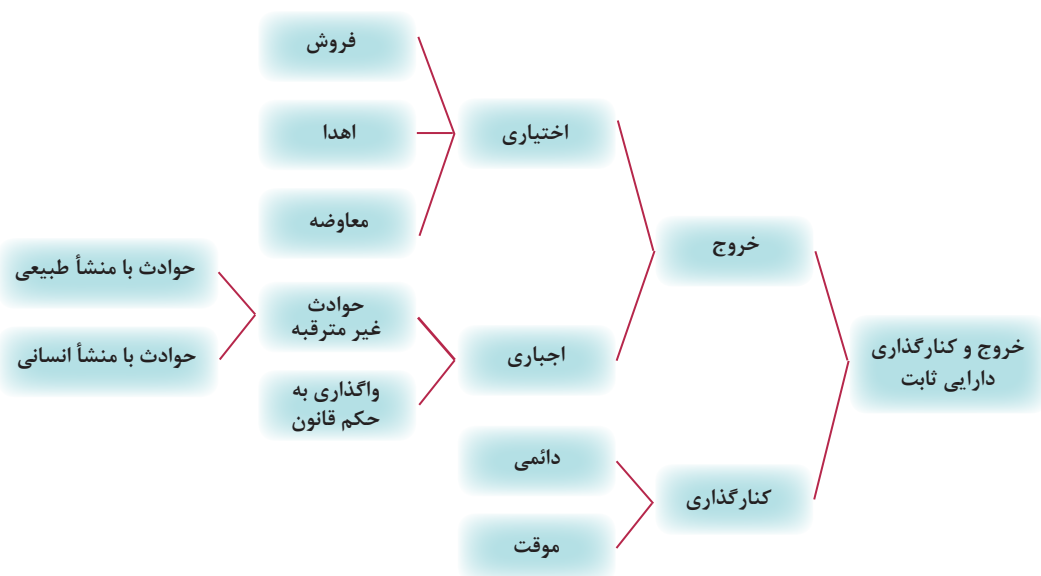 خروج و کنارگذاری
دارایی ثابت
خروج
اختیاری
فروش
اهدا
معاوضه
اجباری
حوادث
غیر مترقبه
حوادث با منشأ طبیعی
حوادث با منشأ انسانی
واگذاری به
حکم قانون
کنارگذاری
دائمی
موقت